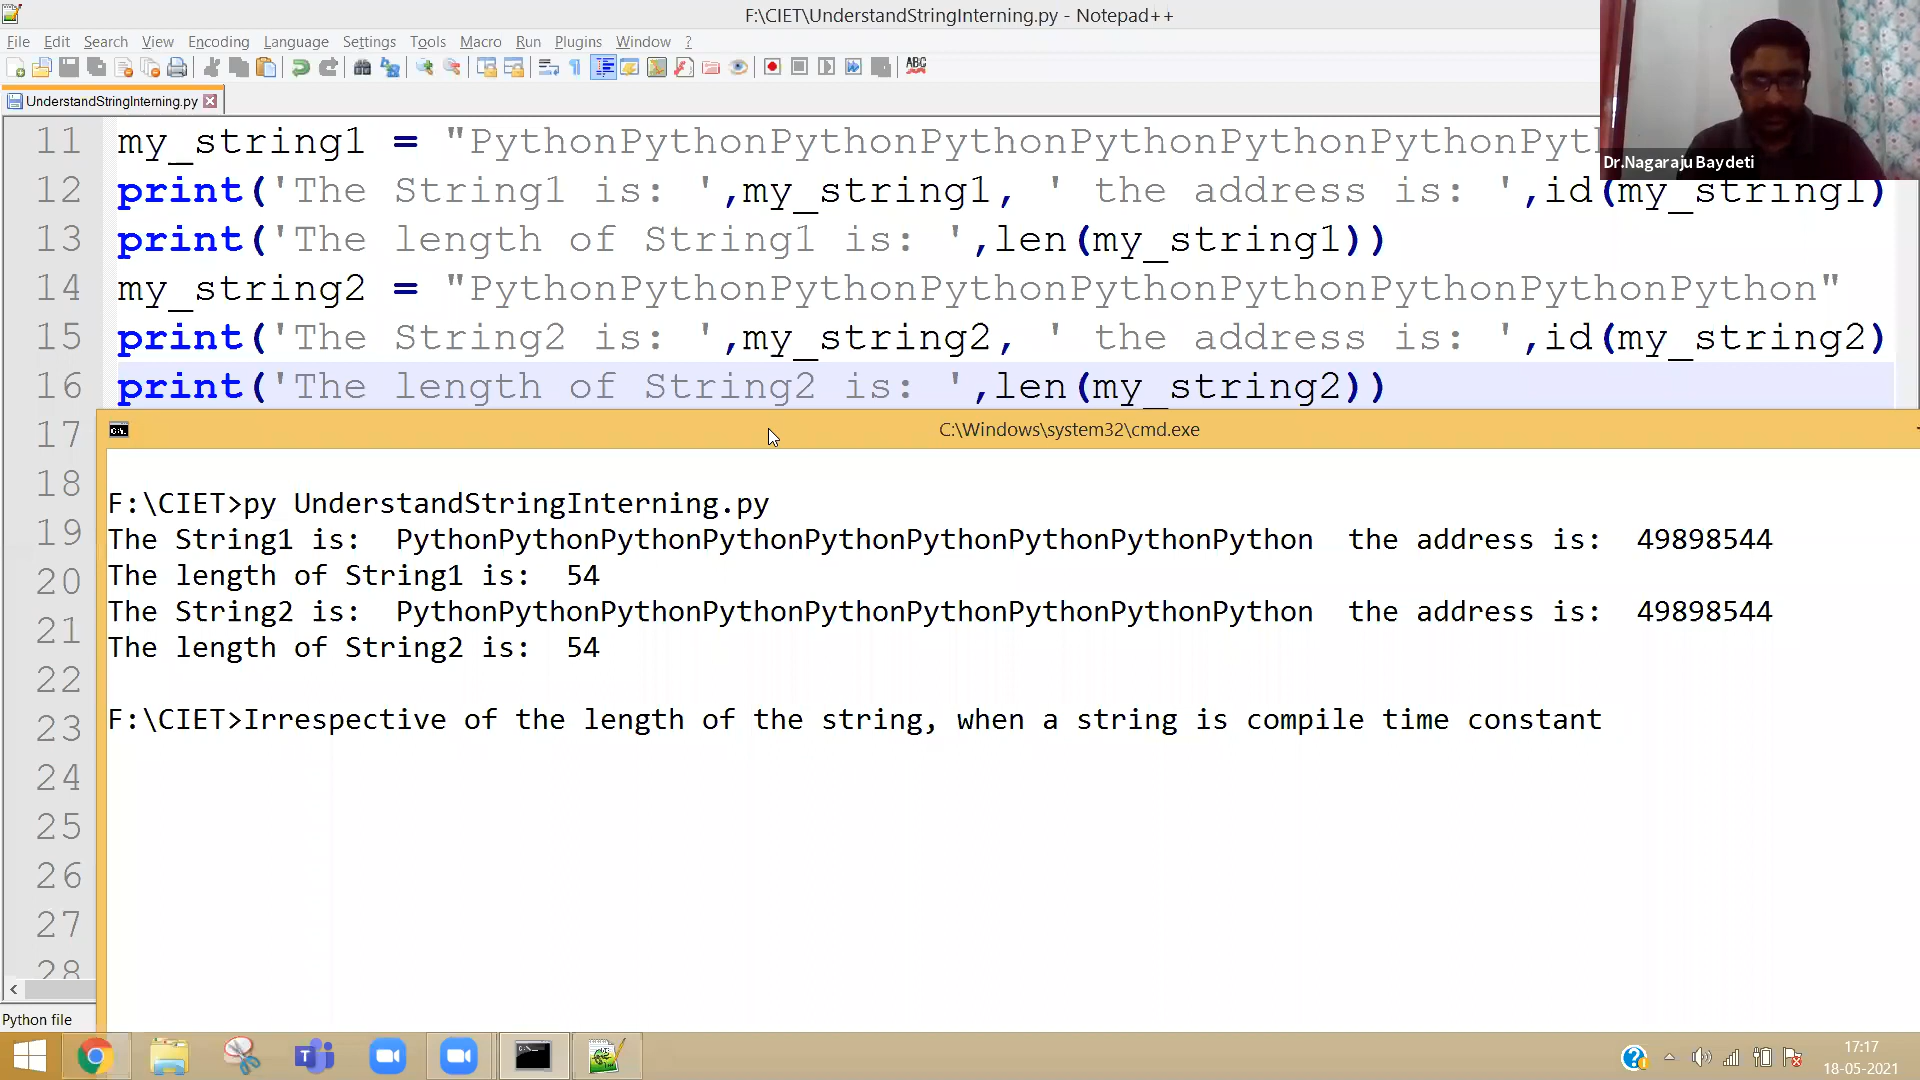 F:\CIET\UnderstandStringInterning.py - Notepad++
File Edit Search View Encoding Language Settings Tools Macro Run Plugins Window ?
ABC
UnderstandStringInterning.py
11 my_string1 = "PythonPythonPythonPythonPythonPythonPythonPyt
Dr.Nagaraju Baydeti
12 print('The String1 is: ',my_string1, ' the address is: ',id(my_string1)
13 print('The length of String1 is: ',len(my_string1))
14 my_string2 = "PythonPythonPythonPythonPythonPythonPythonPythonPython"
15 print('The String2 is: ',my_string2, ' the address is: ',id(my_string2)
16 print('The length of String2 is: ',len(my_string2))
17
C:\Windows\system32\cmd.exe
18
F:\CIET>py UnderstandStringInterning.py
19
The String1 is:  PythonPythonPythonPythonPythonPythonPythonPythonPython  the address is:  49898544
20
The length of String1 is:  54
21
The String2 is:  PythonPythonPythonPythonPythonPythonPythonPythonPython  the address is:  49898544
The length of String2 is:  54
22
23
F:\CIET>Irrespective of the length of the string, when a string is compile time constant
24
25
26
27
28
Python file
17:17
18-05-2021